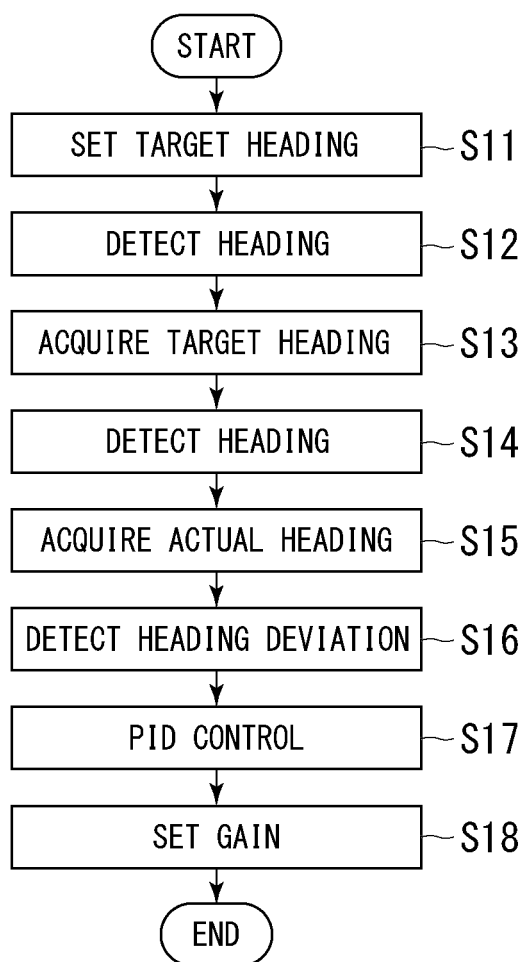 START
SET TARGET HEADING S11
DETECT HEADING S12
ACQUIRE TARGET HEADING S13
DETECT HEADING S14
ACQUIRE ACTUAL HEADING S15
DETECT HEADING DEVIATION S16
PID CONTROL S17
SET GAIN S18
END